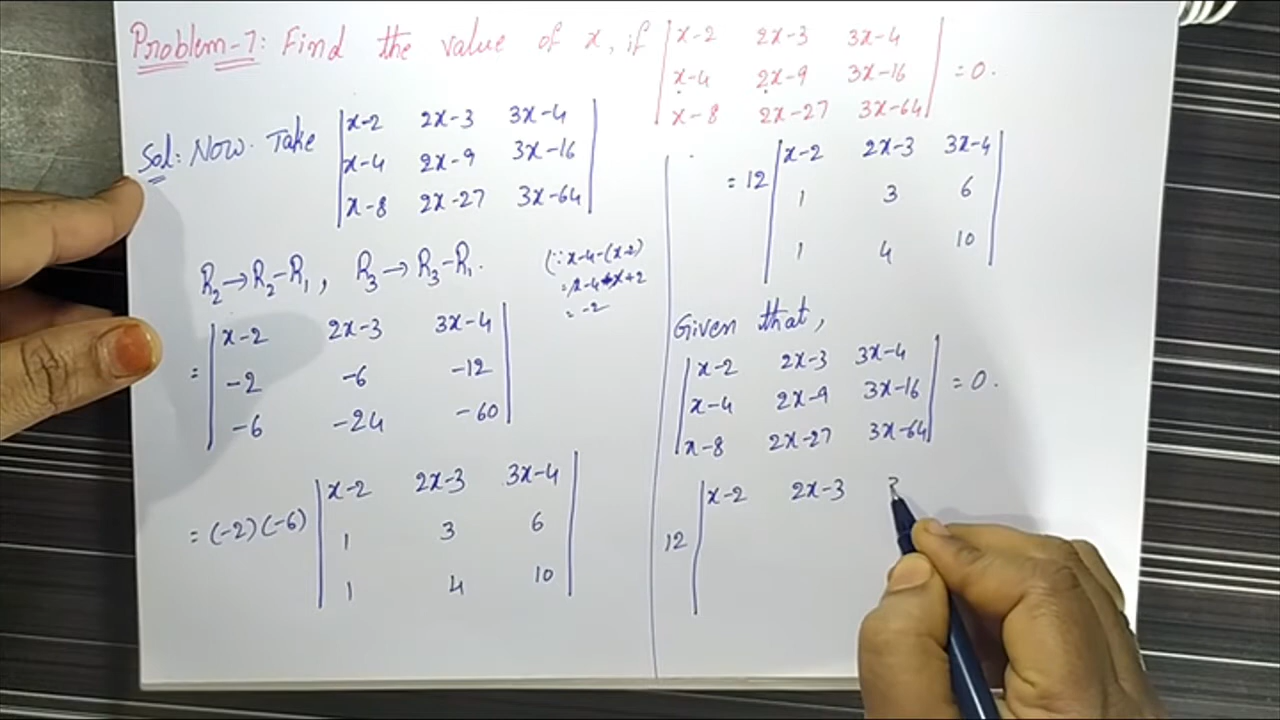 Problem-7: Find the value of x, if | x-2 2x-3 3x-4 |
| x-4 2x-9 3x-16 | = 0.
| x-8 2x-27 3x-64 |
Sol: Now. Take | x-2 2x-3 3x-4 |
| x-4 2x-9 3x-16 |
| x-8 2x-27 3x-64 |
R₂→R₂-R₁, R₃→R₃-R₁.
(∵ x-4-(x-2)
= x-4-x+2
= -2
| x-2 2x-3 3x-4 |
= | -2 -6 -12 |
| -6 -24 -60 |
| x-2 2x-3 3x-4 |
= (-2)(-6) | 1 3 6 |
| 1 4 10 |
| x-2 2x-3 3x-4 |
= 12 | 1 3 6 |
| 1 4 10 |
Given that,
| x-2 2x-3 3x-4 |
| x-4 2x-9 3x-16 | = 0.
| x-8 2x-27 3x-64 |
| x-2 2x-3
12 |